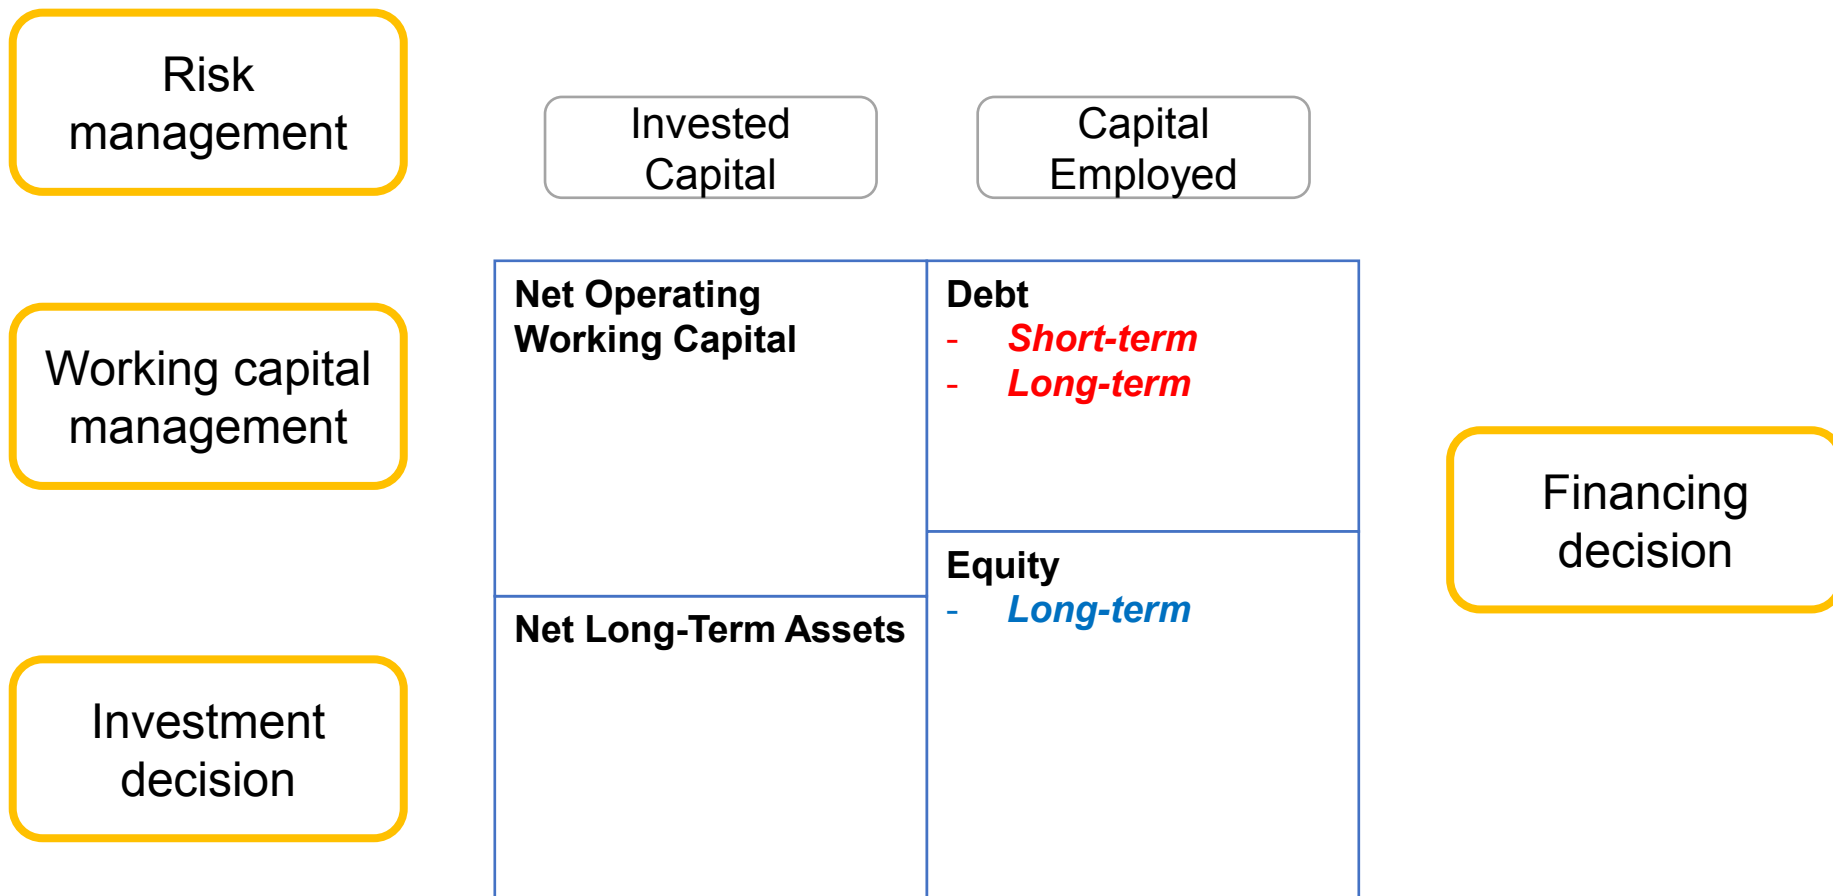 Risk
management
Invested
Capital
Capital
Employed
Net Operating
Working Capital
Debt
- Short-term
- Long-term
Working capital
management
Equity
- Long-term
Financing
decision
Net Long-Term Assets
Investment
decision